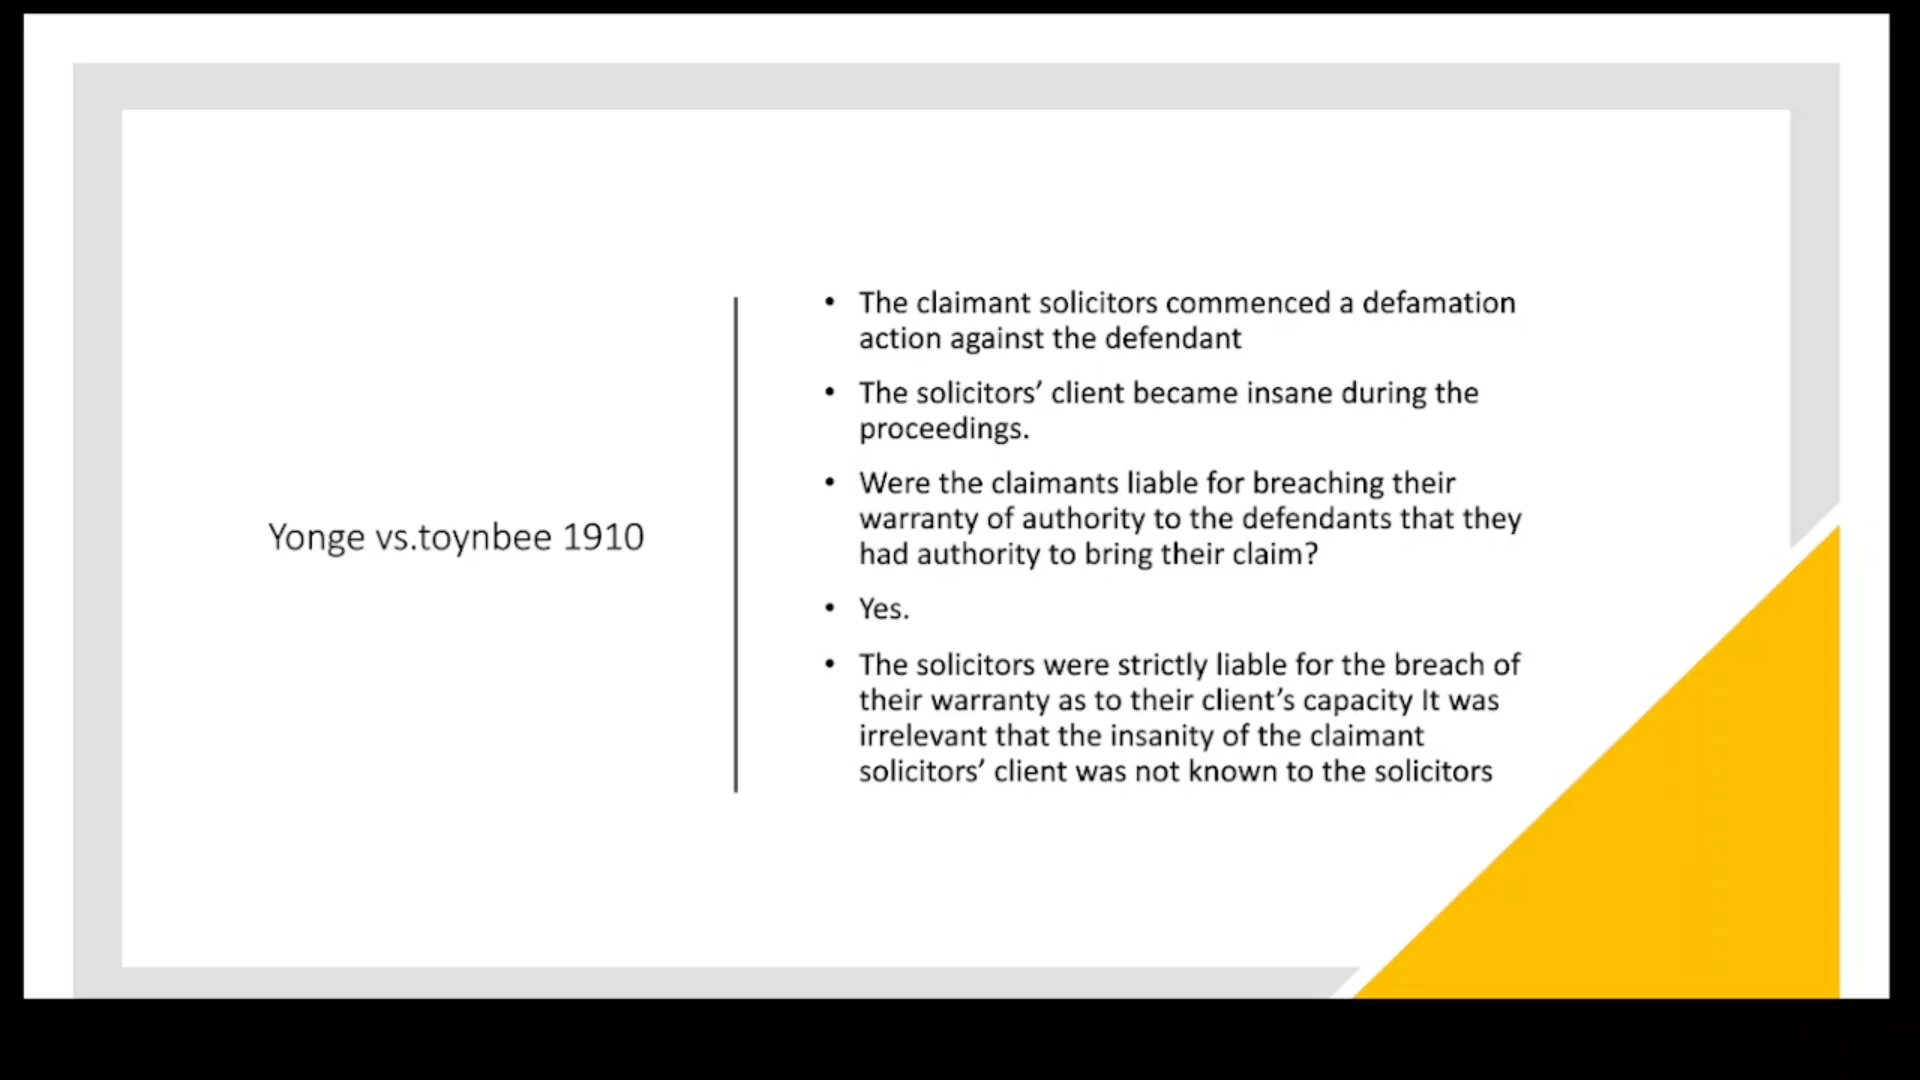 Yonge vs.toynbee 1910
• The claimant solicitors commenced a defamation
action against the defendant
• The solicitors’ client became insane during the
proceedings.
• Were the claimants liable for breaching their
warranty of authority to the defendants that they
had authority to bring their claim?
• Yes.
• The solicitors were strictly liable for the breach of
their warranty as to their client’s capacity It was
irrelevant that the insanity of the claimant
solicitors’ client was not known to the solicitors